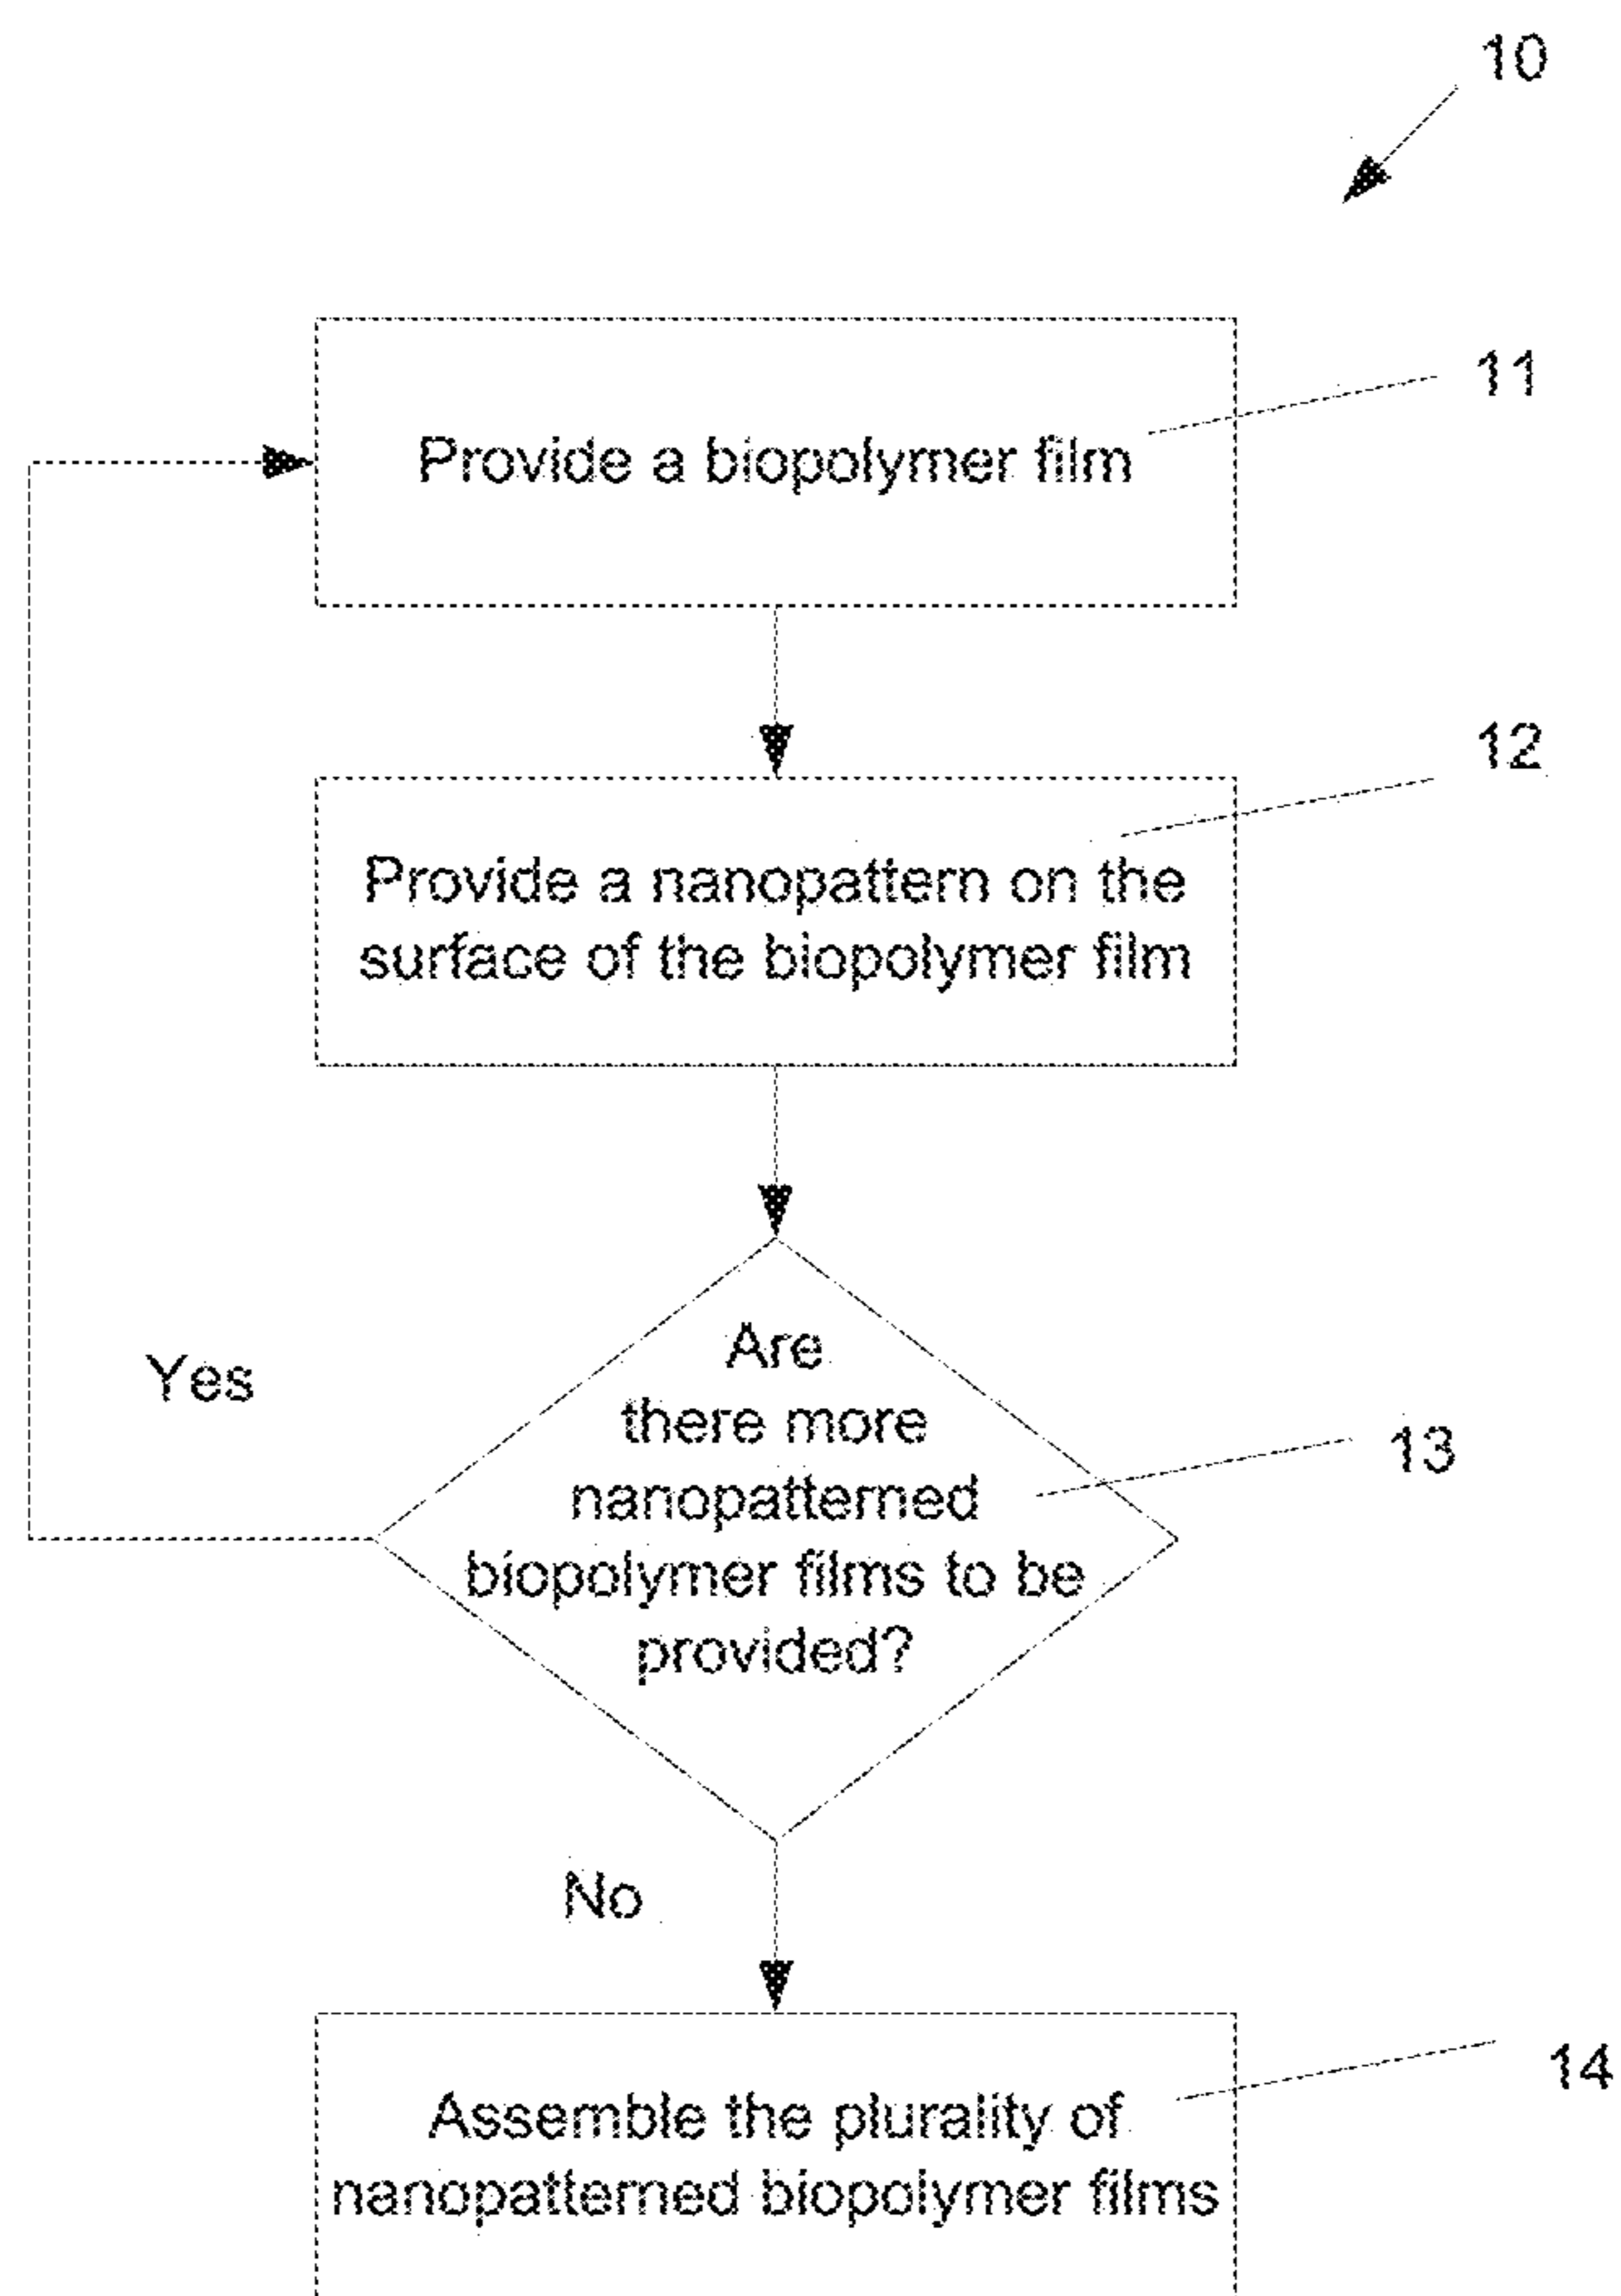 10
Provide a biopolymer film
11
Provide a nanopattern on the
surface of the biopolymer film
12
Are
there more
nanopatterned
biopolymer films to be
provided?
13
Yes
No
Assemble the plurality of
nanopatterned biopolymer films
14